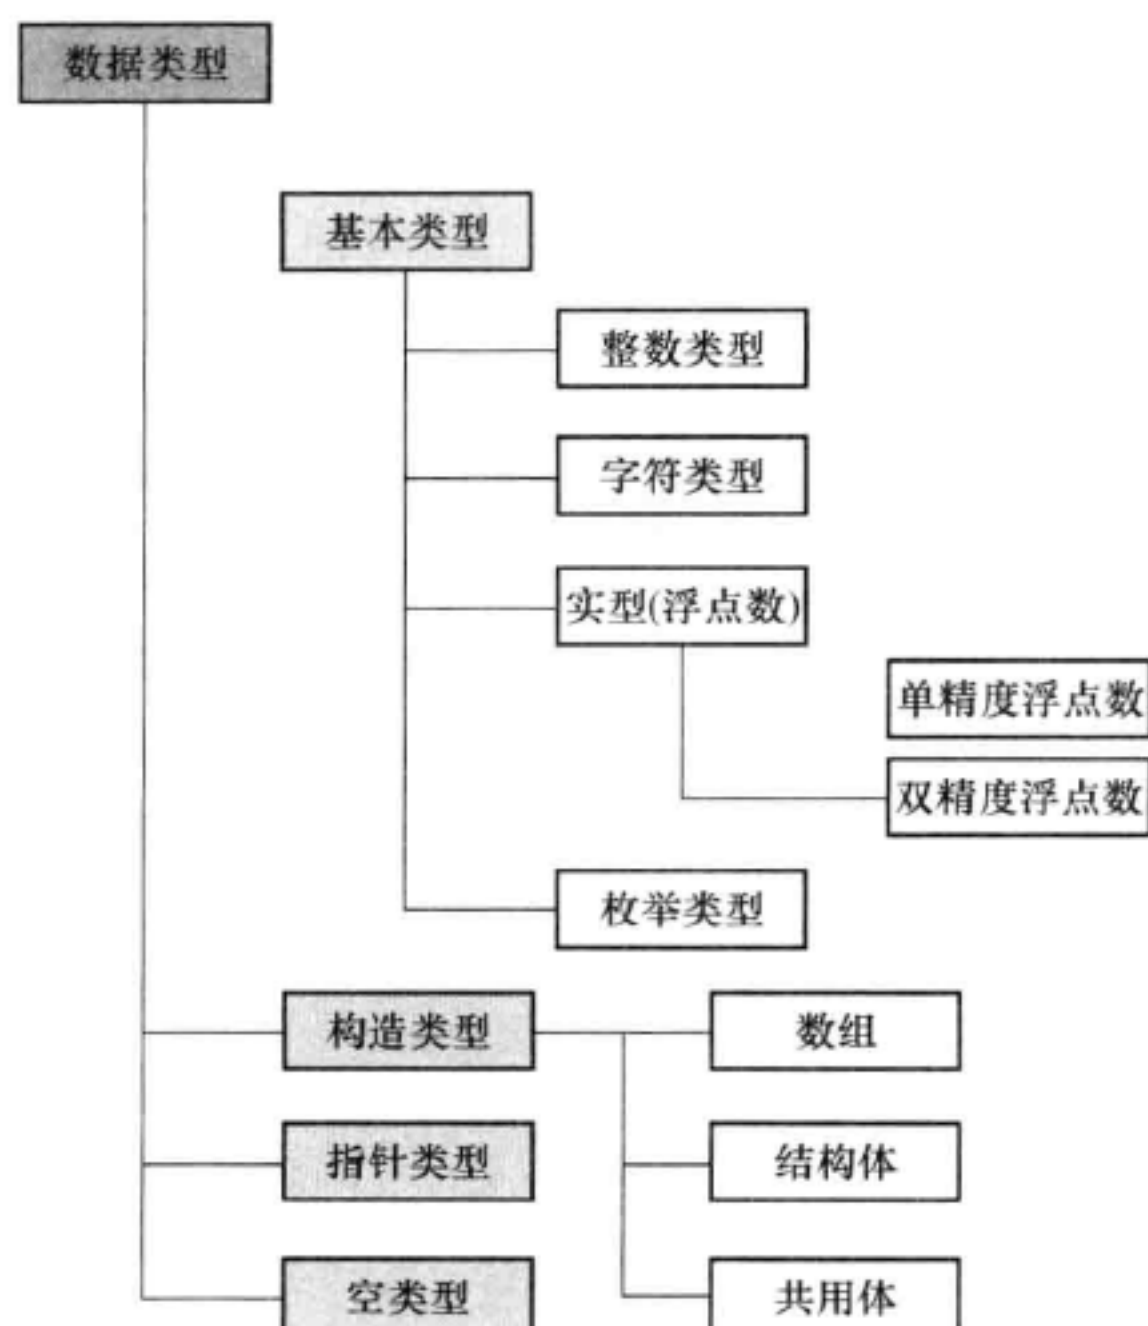 数据类型
基本类型
整数类型
字符类型
实型(浮点数)
单精度浮点数
双精度浮点数
枚举类型
构造类型
数组
指针类型
结构体
空类型
共用体